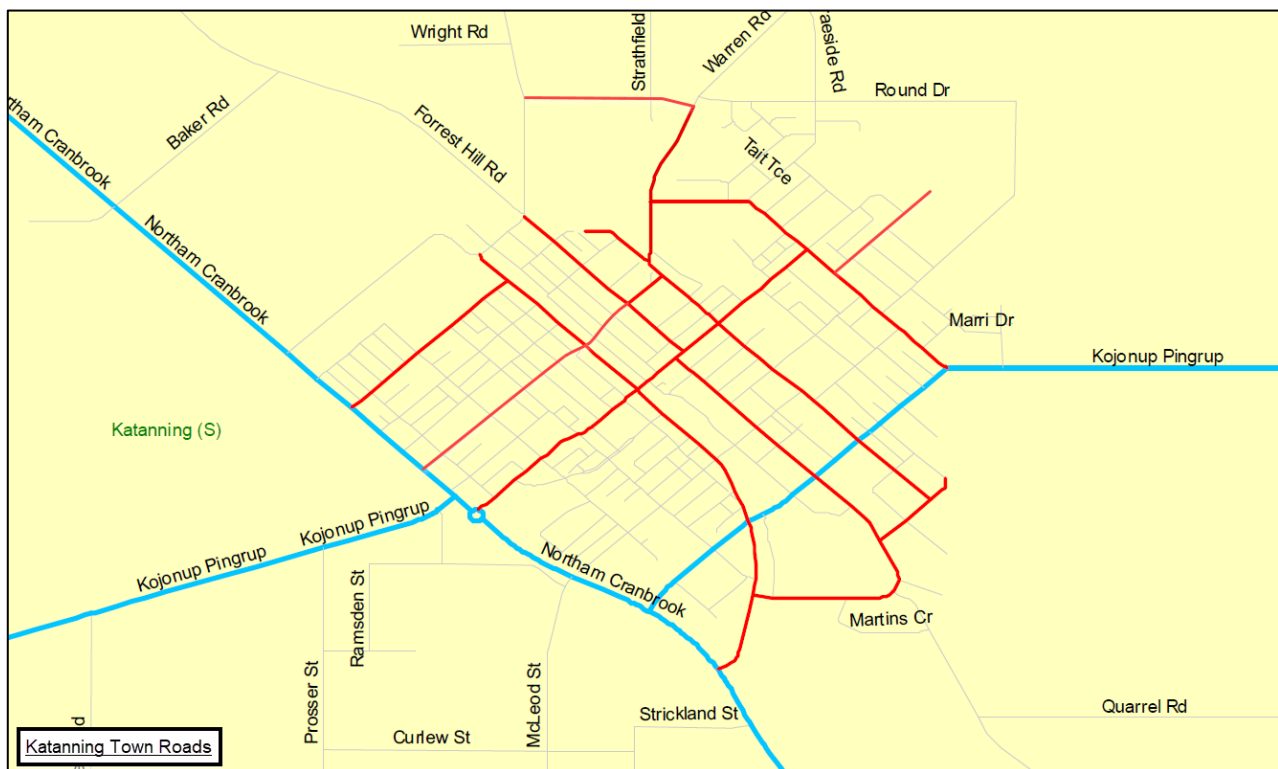 Wright Rd
Strathfield
Warren Rd
raeside Rd
Round Dr
rtham Cranbrook
Baker Rd
Forrest Hill Rd
Tait Tce
Northam Cranbrook
Marri Dr
Kojonup Pingrup
Katanning (S)
Kojonup Pingrup
Kojonup Pingrup
Northam Cranbrook
Ramsden St
Martins Cr
Prosser St
McLeod St
Strickland St
Quarrel Rd
Curlew St
Katanning Town Roads